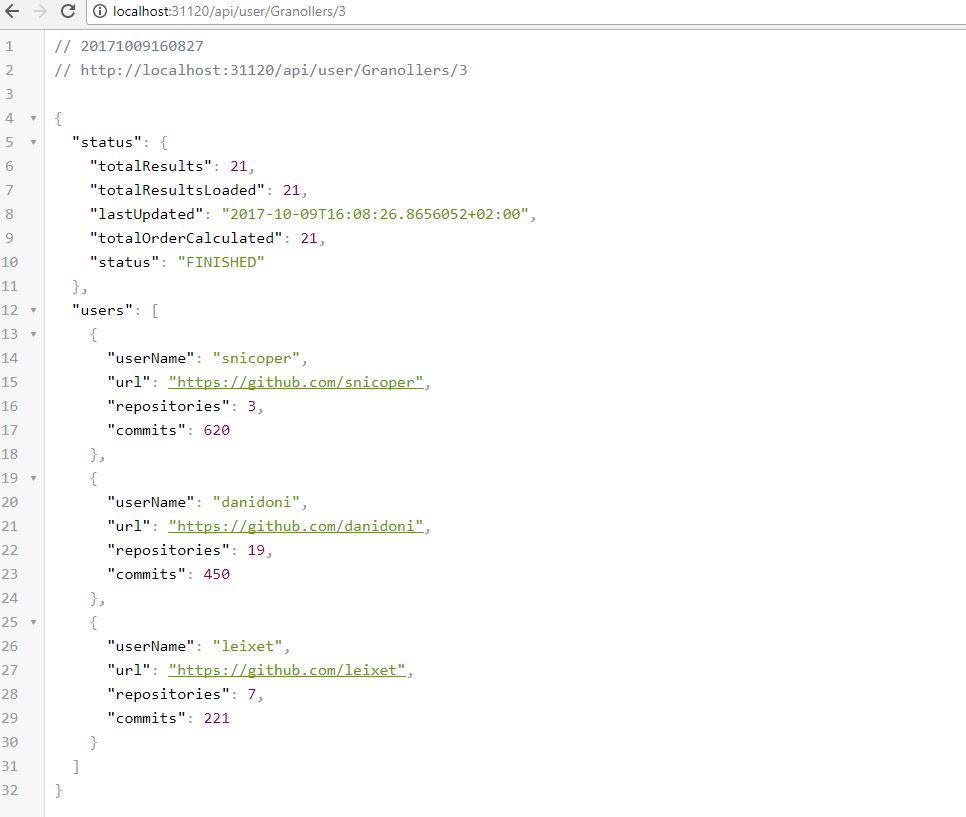 localhost:31120/api/user/Granollers/3
1 // 20171009160827
2 // http://localhost:31120/api/user/Granollers/3
3
4 {
5   "status": {
6     "totalResults": 21,
7     "totalResultsLoaded": 21,
8     "lastUpdated": "2017-10-09T16:08:26.8656052+02:00",
9     "totalOrderCalculated": 21,
10     "status": "FINISHED"
11   },
12   "users": [
13     {
14       "userName": "snicoper",
15       "url": "https://github.com/snicoper",
16       "repositories": 3,
17       "commits": 620
18     },
19     {
20       "userName": "danidoni",
21       "url": "https://github.com/danidoni",
22       "repositories": 19,
23       "commits": 450
24     },
25     {
26       "userName": "leixet",
27       "url": "https://github.com/leixet",
28       "repositories": 7,
29       "commits": 221
30     }
31   ]
32 }